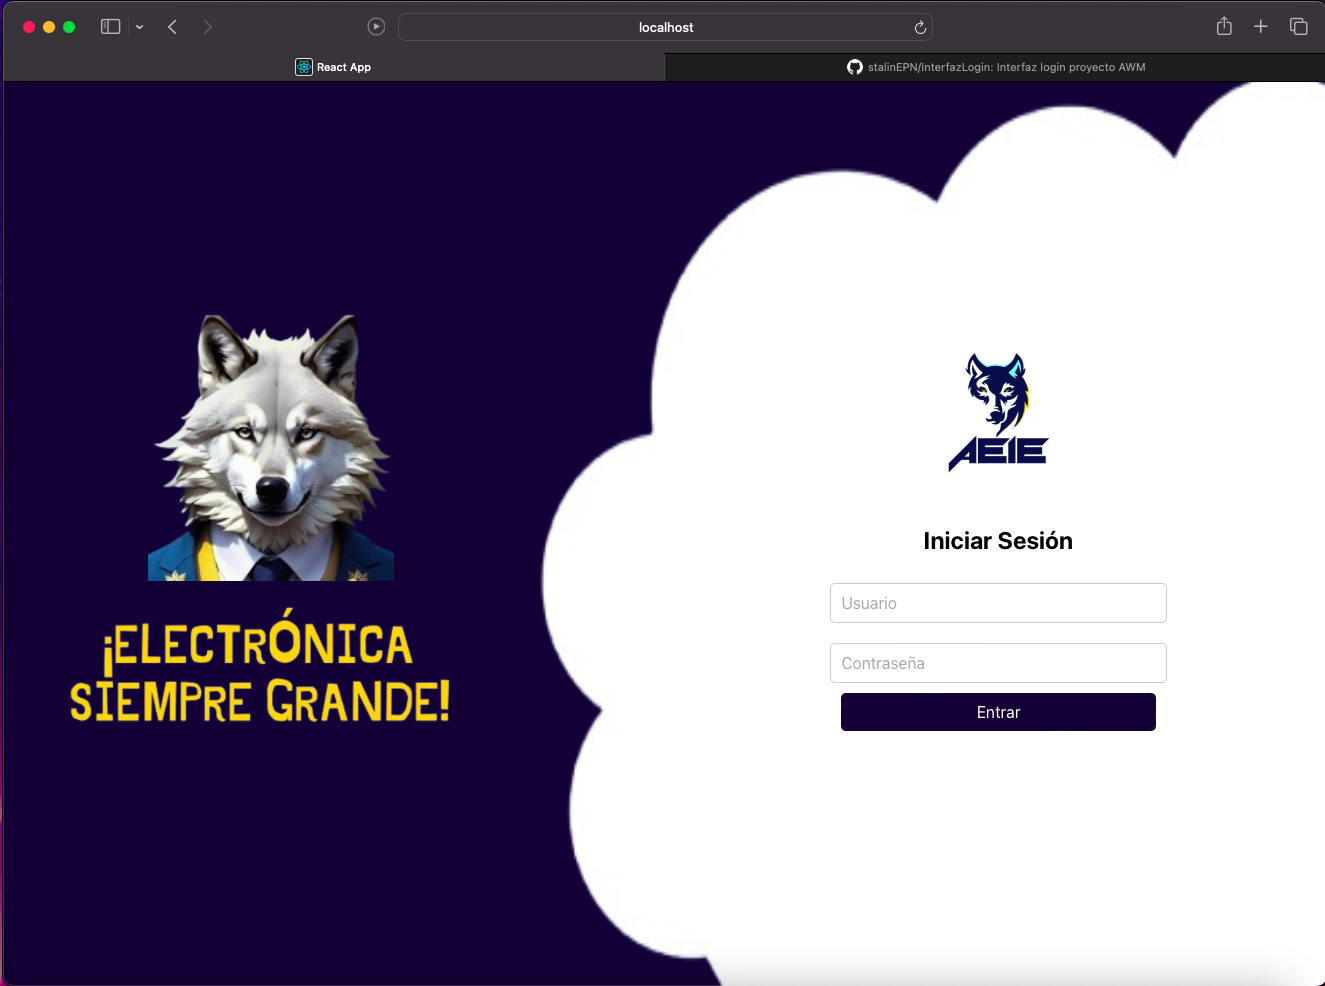 localhost
React App
stalinEPN/InterfazLogin: Interfaz login proyecto AWM
¡ELECTRÓNICA
SIEMPRE GRANDE!
AEIE
Iniciar Sesión
Usuario
Contraseña
Entrar